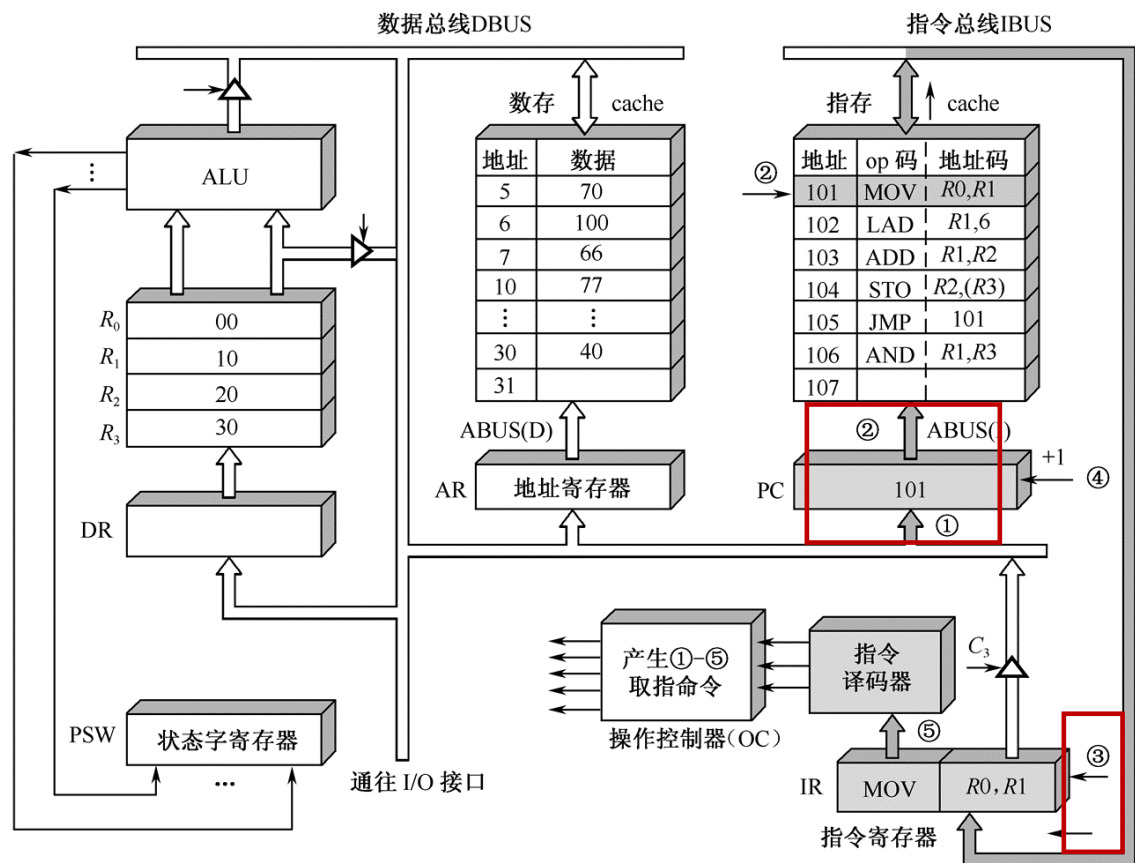 数据总线DBUS
指令总线IBUS
数存
cache
指存
cache
ALU
⋮
地址 数据
5 70
6 100
7 66
10 77
⋮ ⋮
30 40
31
②
地址 op 码 地址码
101 MOV R0,R1
102 LAD R1,6
103 ADD R1,R2
104 STO R2,(R3)
105 JMP 101
106 AND R1,R3
107
R₀ 00
R₁ 10
R₂ 20
R₃ 30
ABUS(D)
② ABUS(I)
AR 地址寄存器
PC 101
+1
④
①
DR
产生①-⑤
取指命令
操作控制器(OC)
指令
译码器
C₃
⑤
PSW 状态字寄存器
...
通往 I/O 接口
IR MOV R0, R1
③
指令寄存器